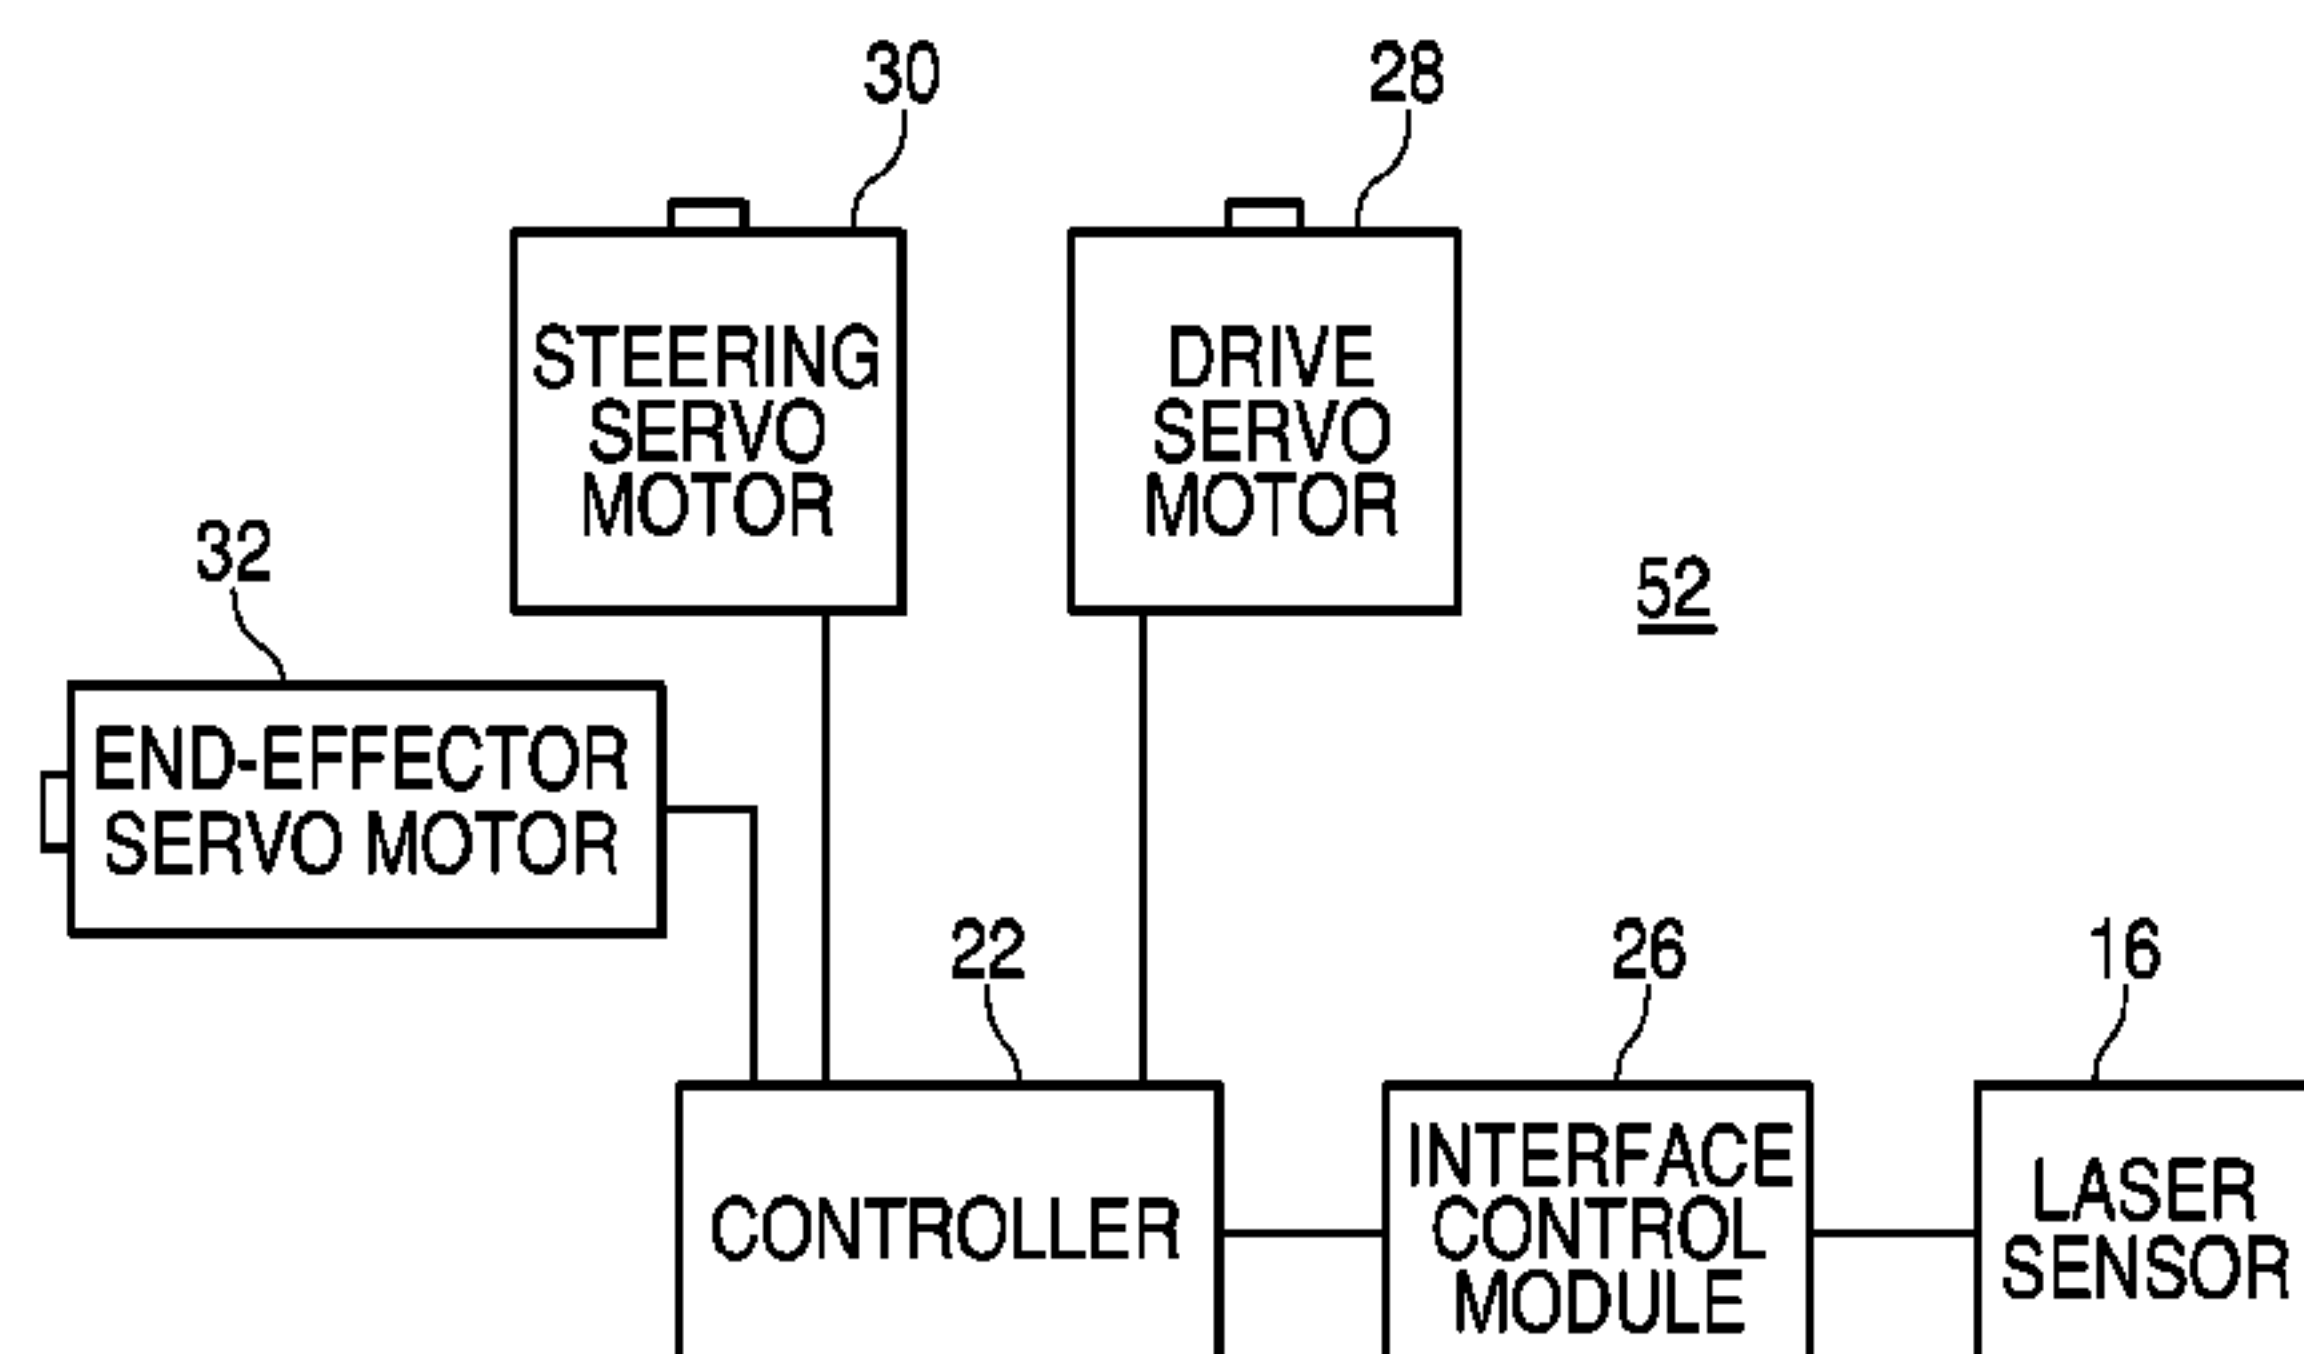 30
28
STEERING
SERVO
MOTOR
DRIVE
SERVO
MOTOR
32
52
END-EFFECTOR
SERVO MOTOR
22
26
16
CONTROLLER
INTERFACE
CONTROL
MODULE
LASER
SENSOR